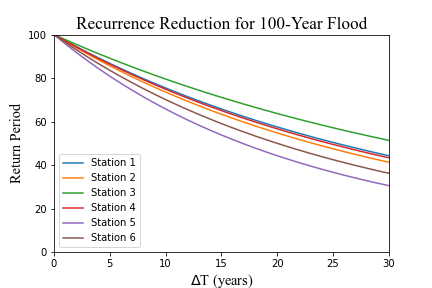 Recurrence Reduction for 100-Year Flood
Return Period
100
80
60
40
20
0
Station 1
Station 2
Station 3
Station 4
Station 5
Station 6
0 5 10 15 20 25 30
ΔT (years)